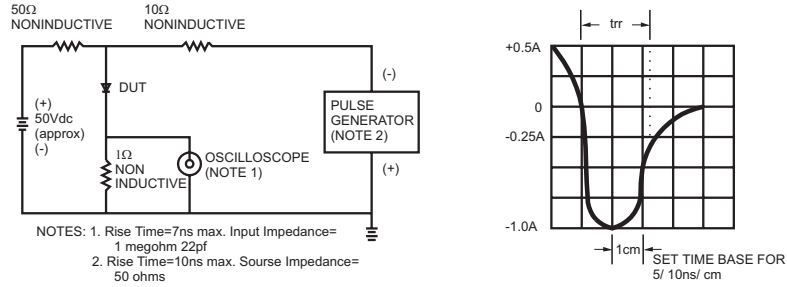 50Ω
NONINDUCTIVE
10Ω
NONINDUCTIVE
DUT
(+)
50Vdc
(approx)
(-)
1Ω
NON
INDUCTIVE
OSCILLOSCOPE
(NOTE 1)
(-)
PULSE
GENERATOR
(NOTE 2)
(+)
NOTES: 1. Rise Time=7ns max. Input Impedance=
1 megohm 22pf
2. Rise Time=10ns max. Sourse Impedance=
50 ohms
trr
+0.5A
0
-0.25A
-1.0A
1cm
SET TIME BASE FOR
5/ 10ns/ cm